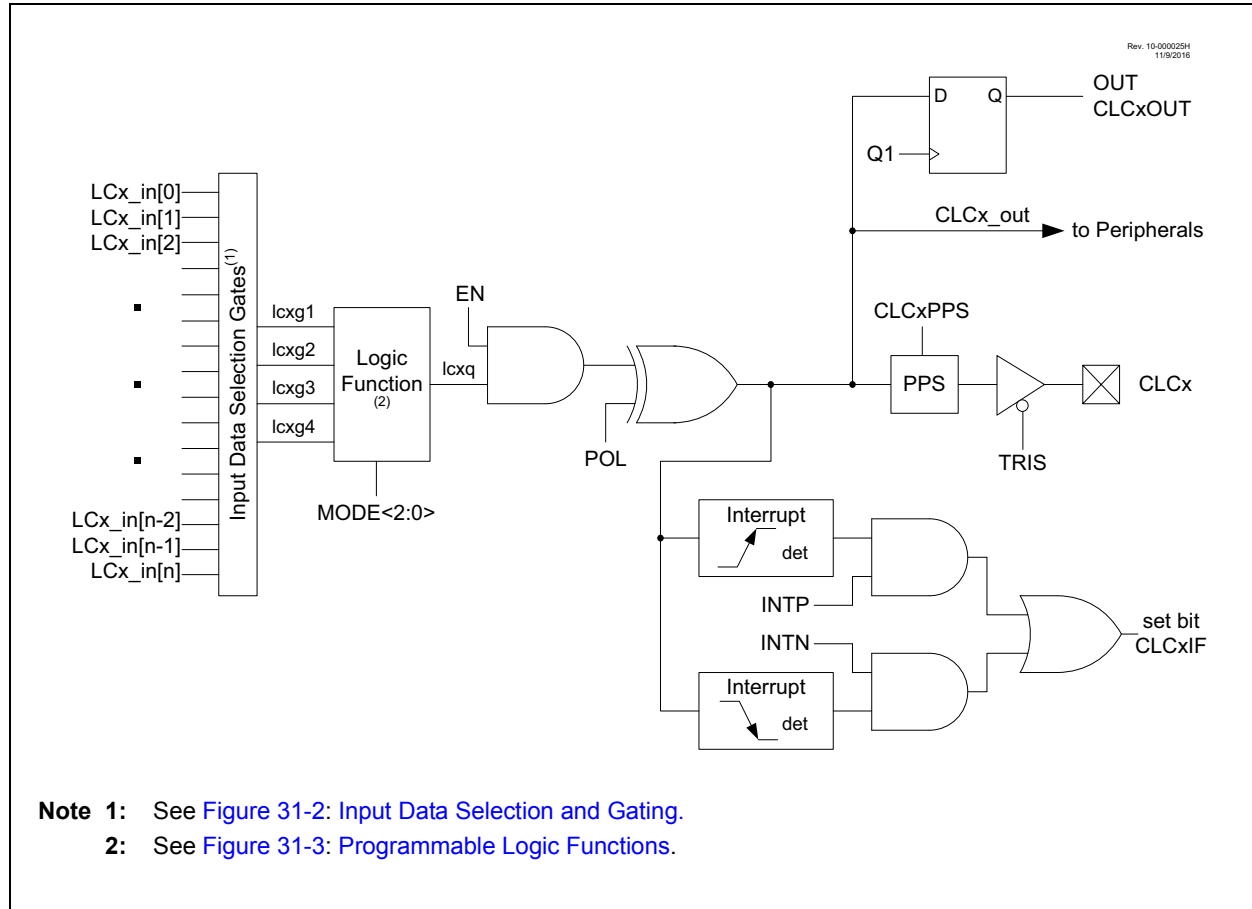 Rev. 10-000025H
11/9/2016
OUT
CLCxOUT
D
Q
Q1
CLCx_out
to Peripherals
LCx_in[0]
LCx_in[1]
LCx_in[2]
LCx_in[n-2]
LCx_in[n-1]
LCx_in[n]
Input Data Selection Gates(1)
lcxg1
lcxg2
lcxg3
lcxg4
Logic
Function
(2)
MODE<2:0>
lcxq
EN
POL
CLCxPPS
PPS
TRIS
CLCx
Interrupt
det
INTP
INTN
Interrupt
det
set bit
CLCxIF
Note 1: See Figure 31-2: Input Data Selection and Gating.
2: See Figure 31-3: Programmable Logic Functions.